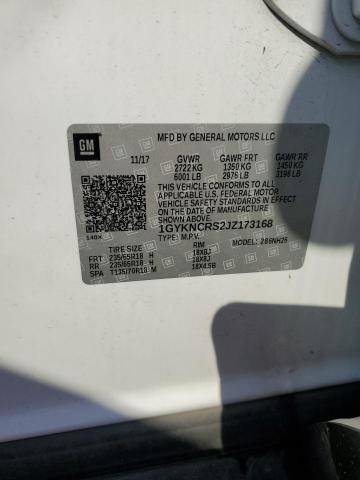 GM
MFD BY GENERAL MOTORS LLC
11/17 GVWR GAWR FRT GAWR RR
2722 KG 1350 KG 1450 KG
6001 LB 2976 LB 3196 LB
THIS VEHICLE CONFORMS TO ALL
APPLICABLE U.S. FEDERAL MOTOR
VEHICLE SAFETY STANDARDS
IN EFFECT ON THE DATE OF
MANUFACTURE
SHOWN ABOVE.
1GYKNCRS2JZ173168
TYPE: M.P.V. MODEL: 286NH26
140X
TIRE SIZE RIM
FRT 235/65R18 H 18X8J
RR 235/65R18 H 18X8J
SPA T135/70R18 M 18X4.5B